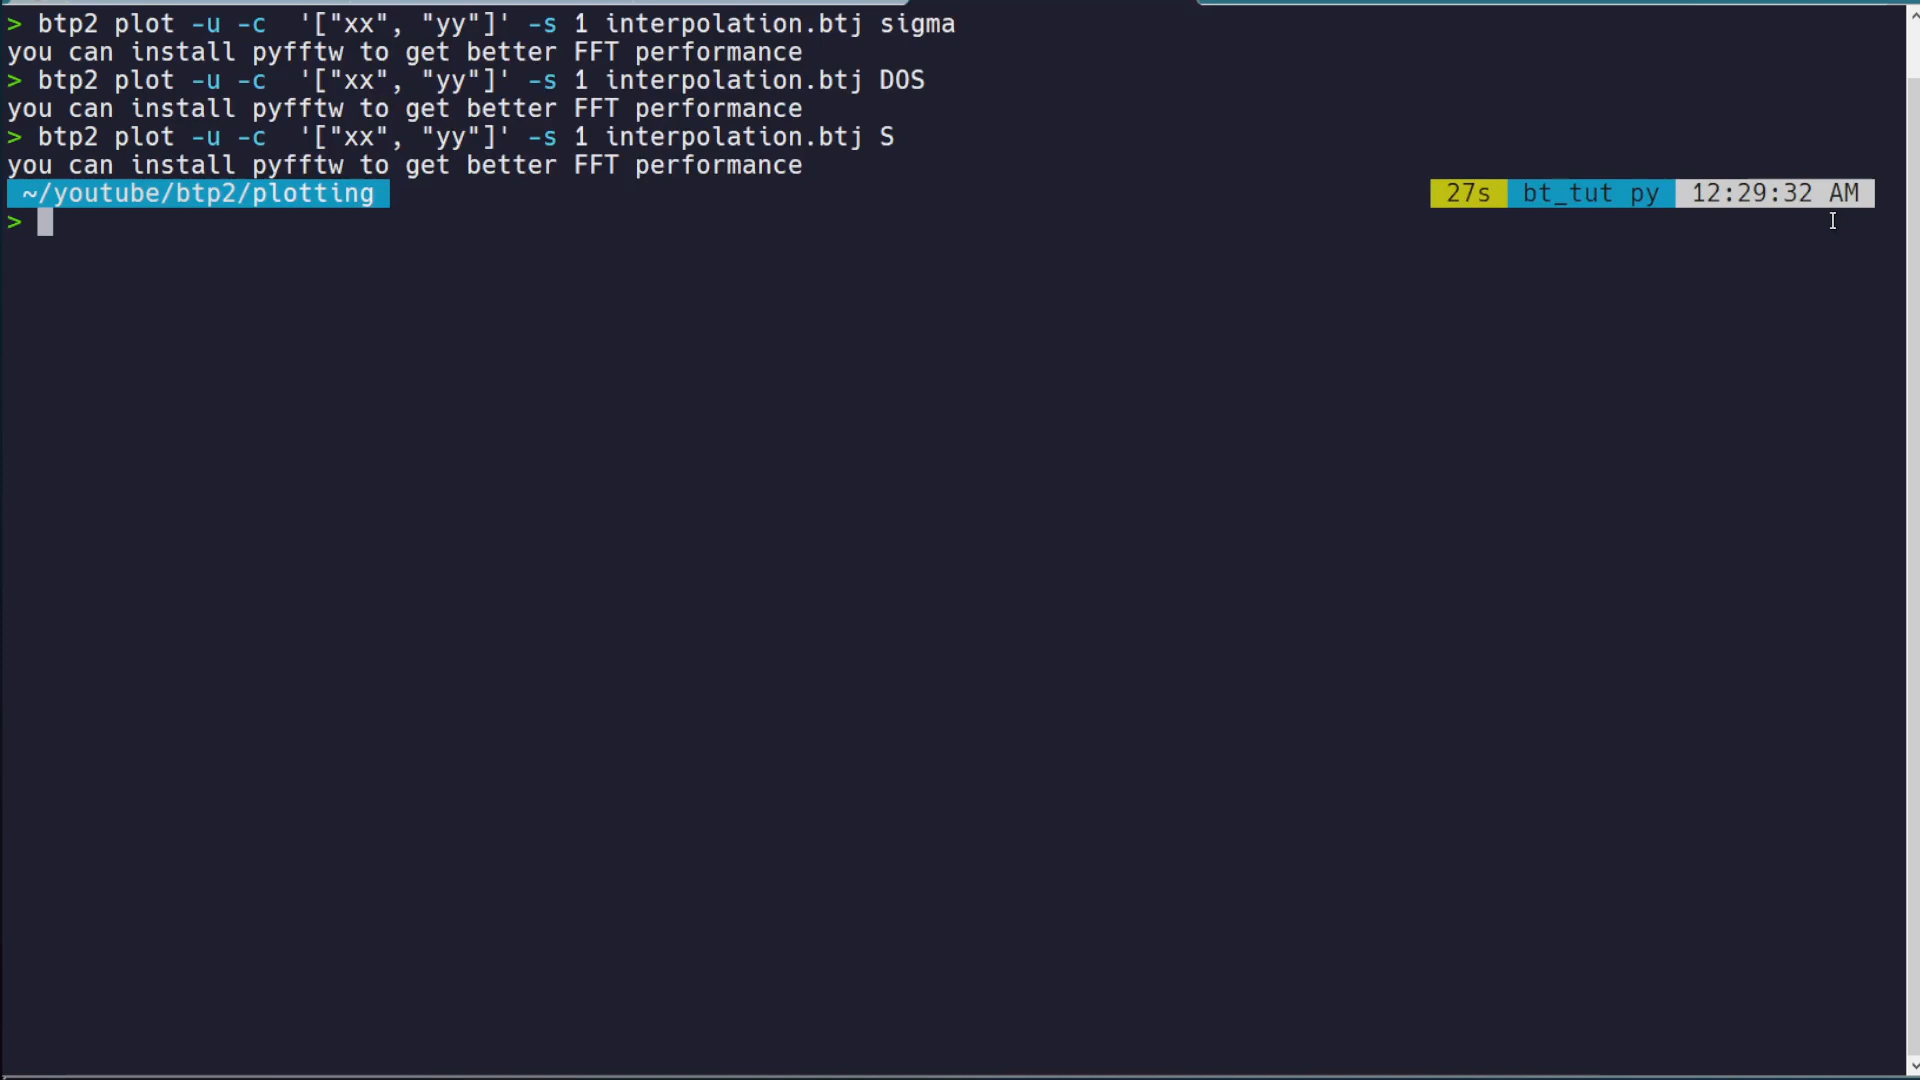 > btp2 plot -u -c  '["xx", "yy"]' -s 1 interpolation.btj sigma
you can install pyfftw to get better FFT performance
> btp2 plot -u -c  '["xx", "yy"]' -s 1 interpolation.btj DOS
you can install pyfftw to get better FFT performance
> btp2 plot -u -c  '["xx", "yy"]' -s 1 interpolation.btj S
you can install pyfftw to get better FFT performance
~/youtube/btp2/plotting 27s bt_tut py 12:29:32 AM
>